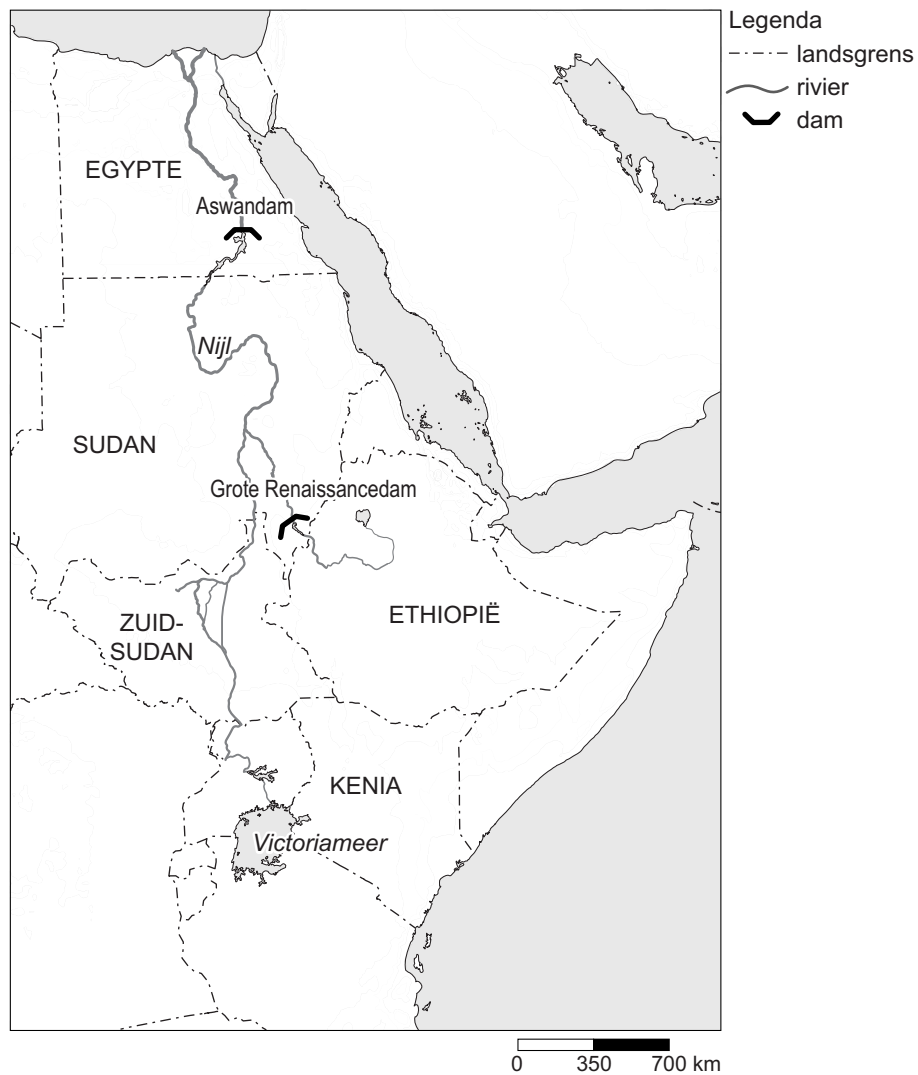 Legenda
landsgrens
rivier
dam
EGYPTE
Aswandam
Nijl
SUDAN
Grote Renaissancedam
ETHIOPIË
ZUID-
SUDAN
KENIA
Victoriameer
0 350 700 km